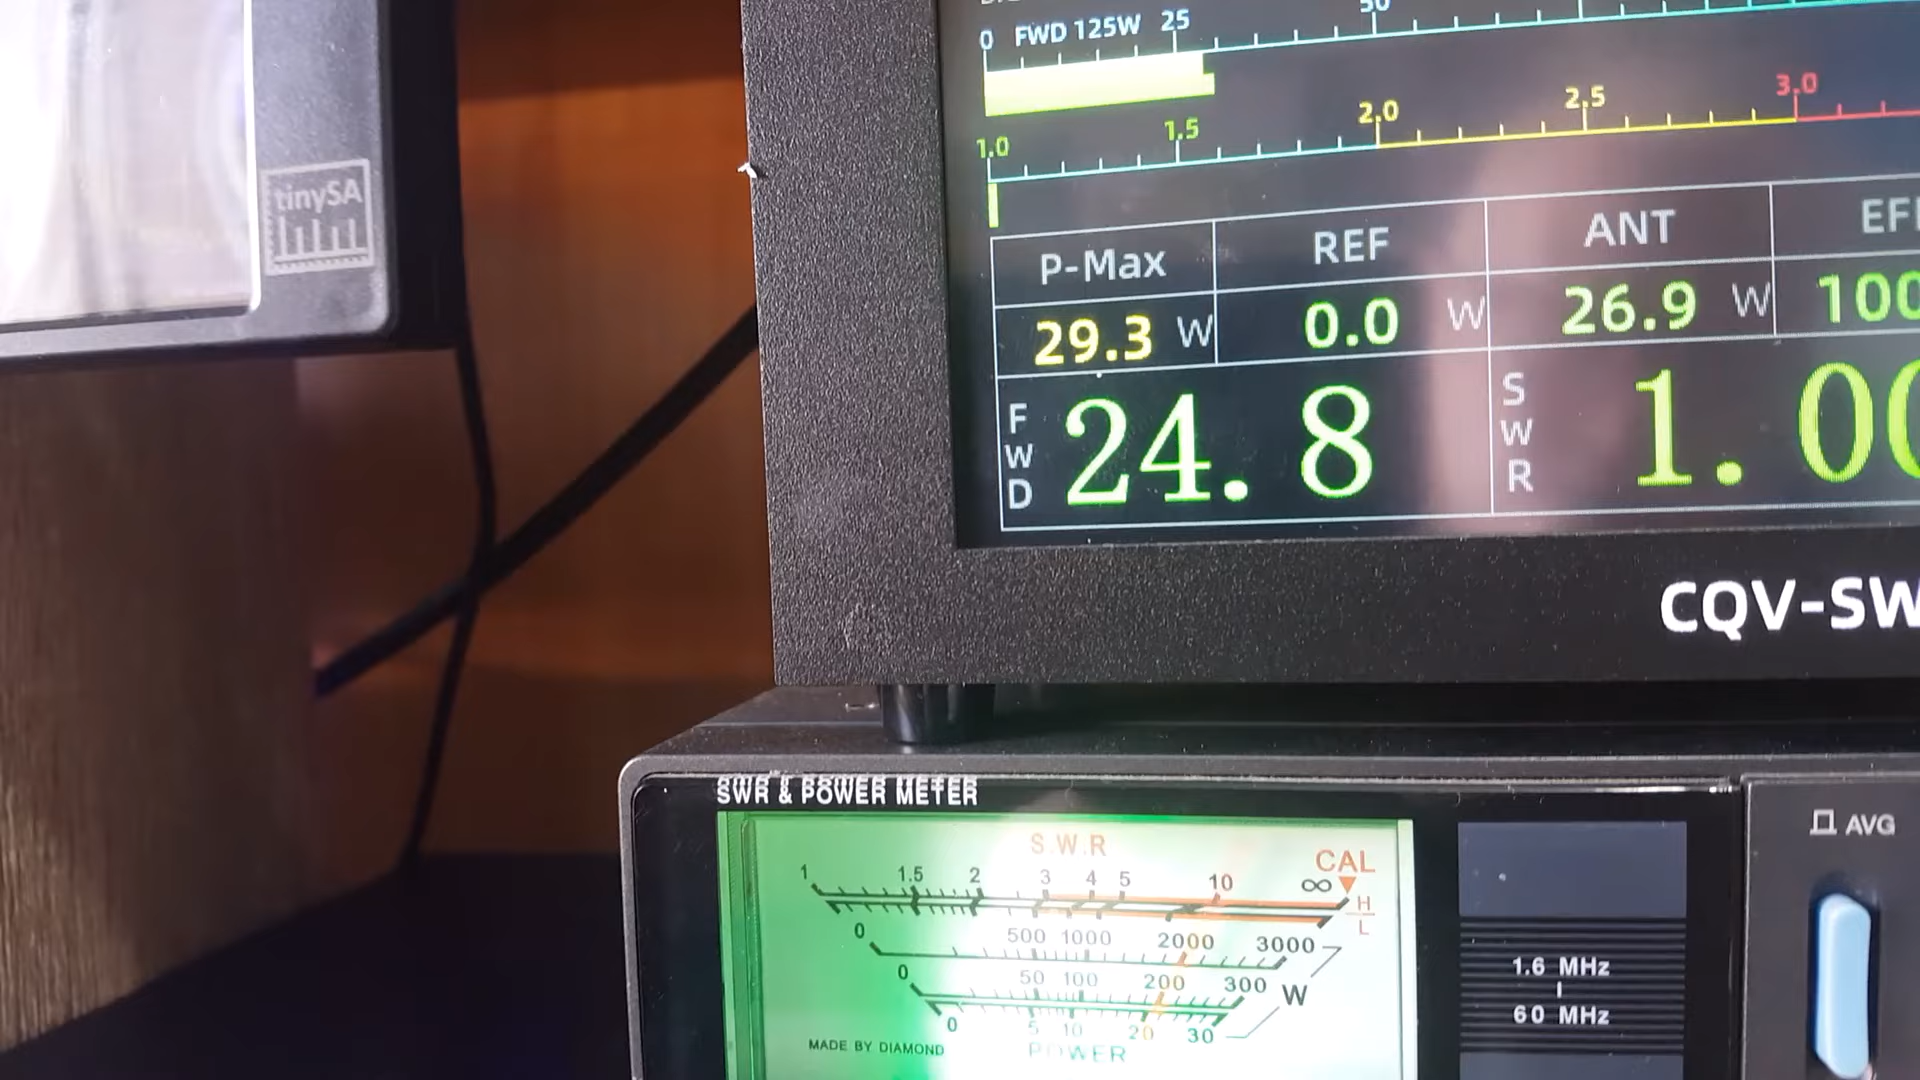 tinySA
50
0 FWD 125W 25
1.0 1.5 2.0 2.5 3.0
P-Max REF ANT
29.3 W 0.0 W 26.9 W 100
FWD 24.8 SWR 1.00
CQV-SW
SWR & POWER METER
S.W.R
CAL
1 1.5 2 3 4 5 10 ∞
H
L
0 500 1000 2000 3000
0 50 100 200 300 W
0 5 10 20 30
MADE BY DIAMOND
POWER
1.6 MHz
60 MHz
AVG